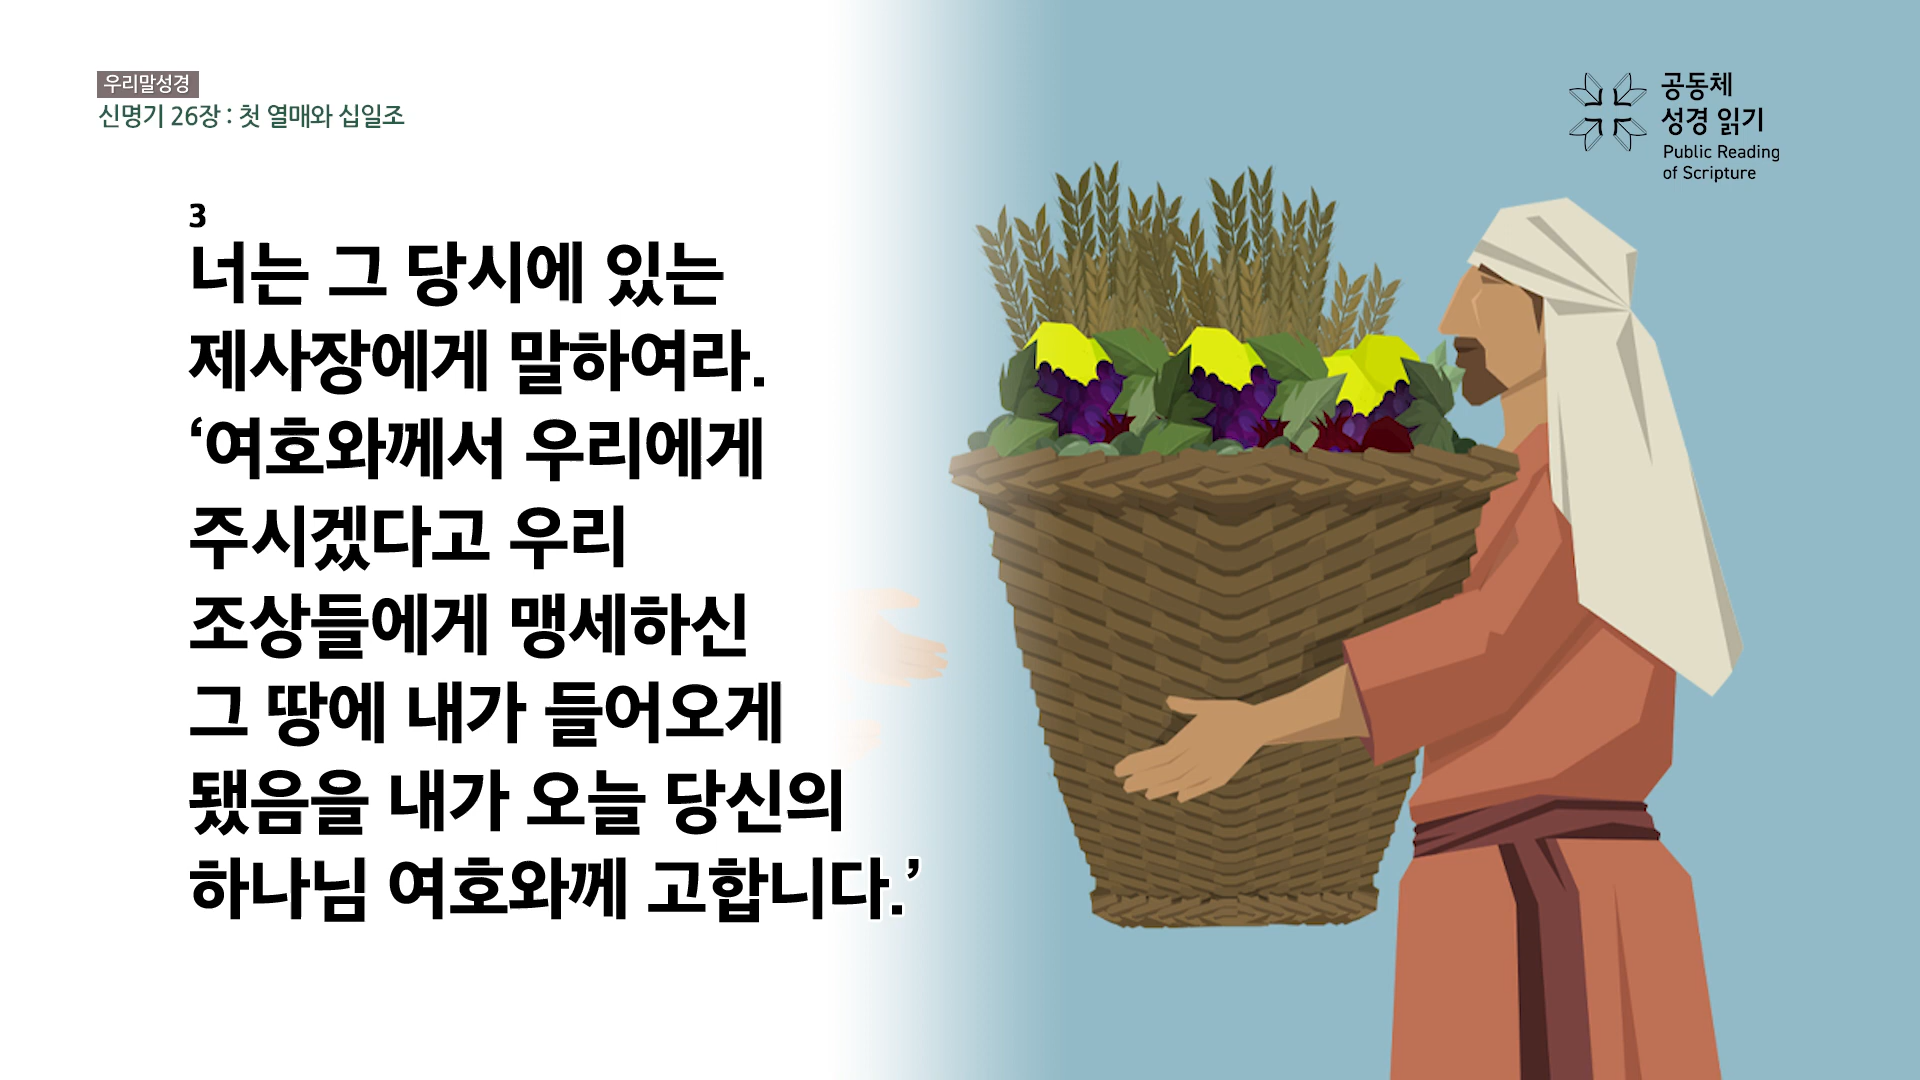 우리말성경
신명기 26장 : 첫 열매와 십일조
공동체
성경 읽기
Public Reading
of Scripture
3
너는 그 당시에 있는
제사장에게 말하여라.
‘여호와께서 우리에게
주시겠다고 우리
조상들에게 맹세하신
그 땅에 내가 들어오게
됐음을 내가 오늘 당신의
하나님 여호와께 고합니다.’